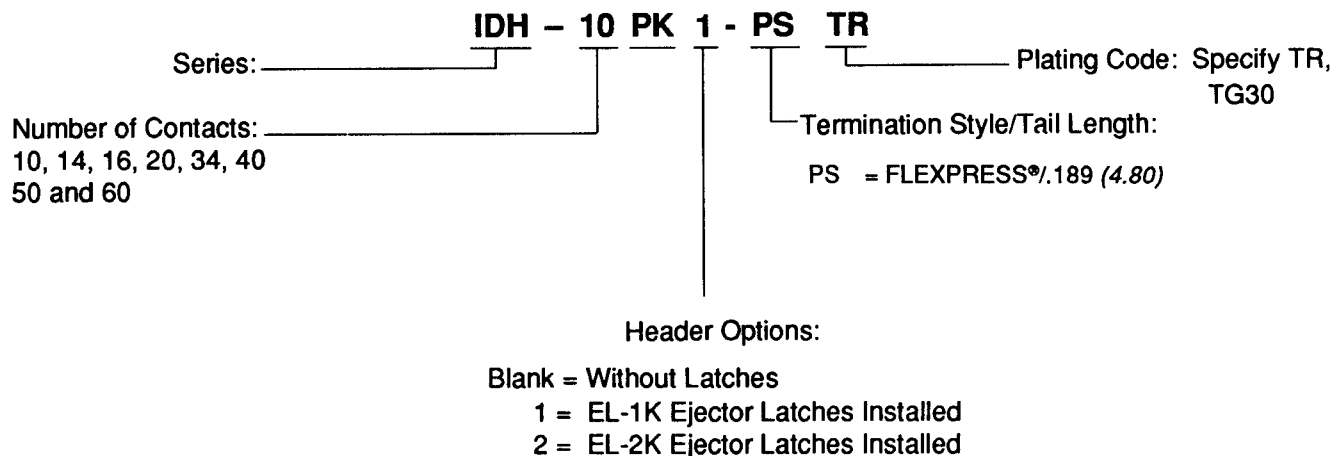 IDH – 10 PK 1 - PS TR
Series:
Plating Code: Specify TR,
TG30
Number of Contacts:
10, 14, 16, 20, 34, 40
50 and 60
Termination Style/Tail Length:
PS = FLEXPRESS®/.189 (4.80)
Header Options:
Blank = Without Latches
1 = EL-1K Ejector Latches Installed
2 = EL-2K Ejector Latches Installed